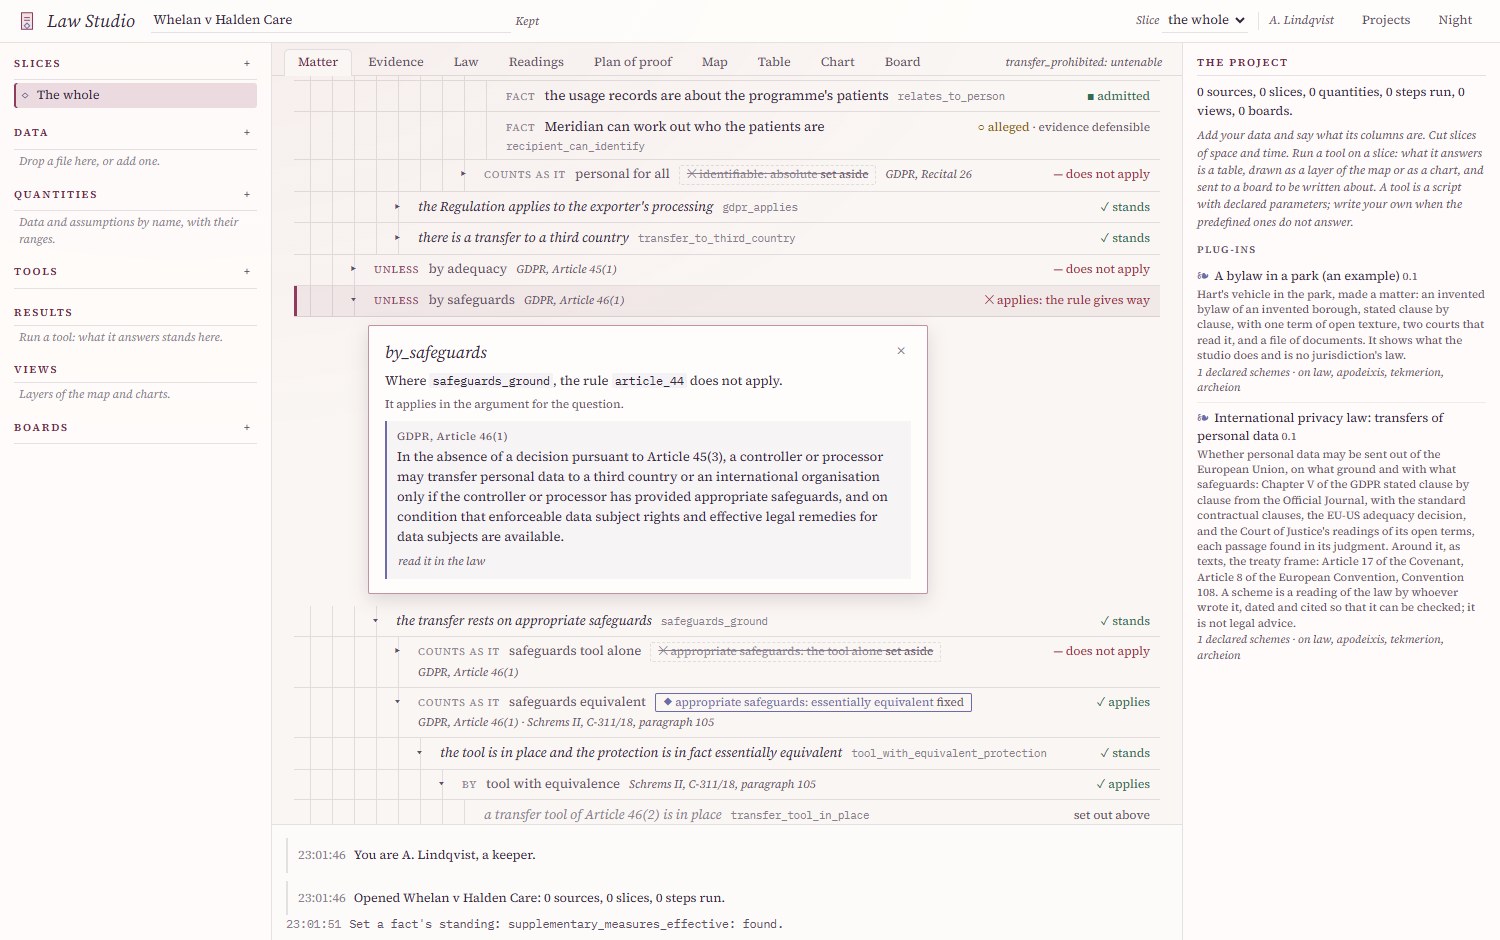 Law Studio
Whelan v Halden Care
Kept
Slice the whole
A. Lindqvist
Projects
Night
SLICES +
The whole
DATA +
Drop a file here, or add one.
QUANTITIES +
Data and assumptions by name, with their
ranges.
TOOLS +
RESULTS
Run a tool: what it answers stands here.
VIEWS
Layers of the map and charts.
BOARDS +
Matter Evidence Law Readings Plan of proof Map Table Chart Board
transfer_prohibited: untenable
FACT the usage records are about the programme's patients relates_to_person ■ admitted
FACT Meridian can work out who the patients are ○ alleged · evidence defensible
recipient_can_identify
▸ COUNTS AS IT personal for all ✕ identifiable: absolute set aside GDPR, Recital 26 — does not apply
▸ the Regulation applies to the exporter's processing gdpr_applies ✓ stands
▸ there is a transfer to a third country transfer_to_third_country ✓ stands
▸ UNLESS by adequacy GDPR, Article 45(1) — does not apply
▾ UNLESS by safeguards GDPR, Article 46(1) ✕ applies: the rule gives way
by_safeguards ×
Where safeguards_ground, the rule article_44 does not apply.
It applies in the argument for the question.
GDPR, Article 46(1)
In the absence of a decision pursuant to Article 45(3), a controller or processor
may transfer personal data to a third country or an international organisation
only if the controller or processor has provided appropriate safeguards, and on
condition that enforceable data subject rights and effective legal remedies for
data subjects are available.
read it in the law
▾ the transfer rests on appropriate safeguards safeguards_ground ✓ stands
▸ COUNTS AS IT safeguards tool alone ✕ appropriate safeguards: the tool alone set aside — does not apply
GDPR, Article 46(1)
▾ COUNTS AS IT safeguards equivalent ◆ appropriate safeguards: essentially equivalent fixed ✓ applies
GDPR, Article 46(1) · Schrems II, C-311/18, paragraph 105
▾ the tool is in place and the protection is in fact essentially equivalent tool_with_equivalent_protection ✓ stands
▾ BY tool with equivalence Schrems II, C-311/18, paragraph 105 ✓ applies
a transfer tool of Article 46(2) is in place transfer_tool_in_place set out above
23:01:46 You are A. Lindqvist, a keeper.
23:01:46 Opened Whelan v Halden Care: 0 sources, 0 slices, 0 steps run.
23:01:51 Set a fact's standing: supplementary_measures_effective: found.
THE PROJECT
0 sources, 0 slices, 0 quantities, 0 steps run, 0
views, 0 boards.
Add your data and say what its columns are. Cut slices
of space and time. Run a tool on a slice: what it answers
is a table, drawn as a layer of the map or as a chart, and
sent to a board to be written about. A tool is a script
with declared parameters; write your own when the
predefined ones do not answer.
PLUG-INS
A bylaw in a park (an example) 0.1
Hart's vehicle in the park, made a matter: an invented
bylaw of an invented borough, stated clause by
clause, with one term of open texture, two courts that
read it, and a file of documents. It shows what the
studio does and is no jurisdiction's law.
1 declared schemes · on law, apodeixis, tekmerion,
archeion
International privacy law: transfers of
personal data 0.1
Whether personal data may be sent out of the
European Union, on what ground and with what
safeguards: Chapter V of the GDPR stated clause by
clause from the Official Journal, with the standard
contractual clauses, the EU-US adequacy decision,
and the Court of Justice's readings of its open terms,
each passage found in its judgment. Around it, as
texts, the treaty frame: Article 17 of the Covenant,
Article 8 of the European Convention, Convention
108. A scheme is a reading of the law by whoever
wrote it, dated and cited so that it can be checked; it
is not legal advice.
1 declared schemes · on law, apodeixis, tekmerion,
archeion